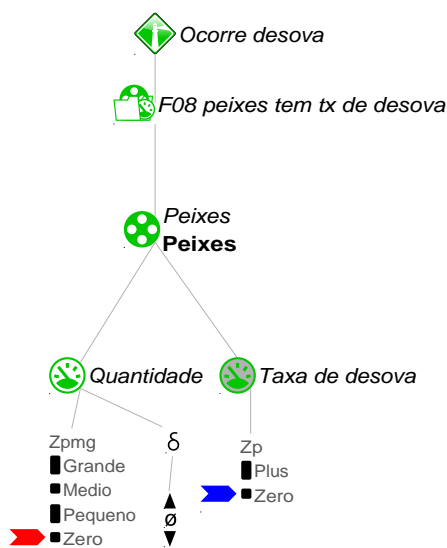 Ocorre desova
F08 peixes tem tx de desova
Peixes
Peixes
Quantidade
Taxa de desova
Zpmg
Grande
Medio
Pequeno
Zero
δ
ø
Zp
Plus
Zero